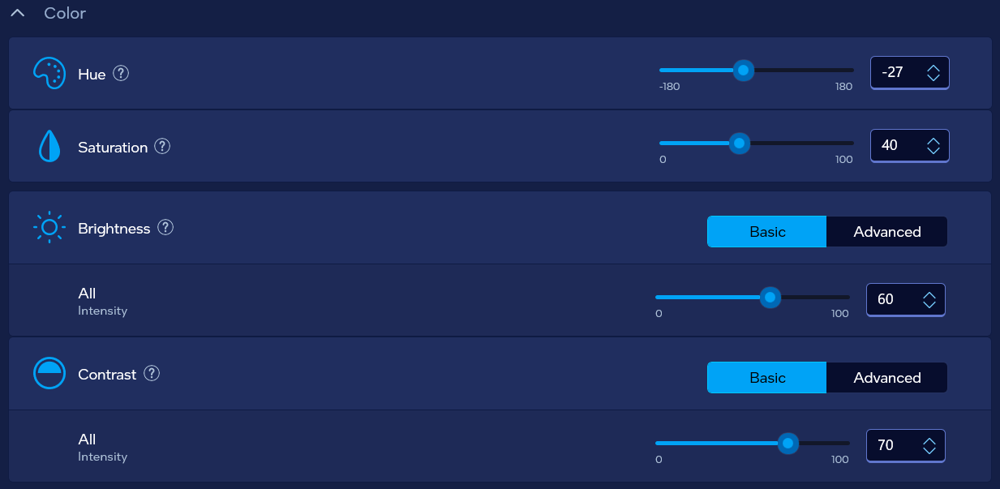 Color
Hue ?
-180 180
-27
Saturation ?
0 100
40
Brightness ?
Basic Advanced
All
Intensity
0 100
60
Contrast ?
Basic Advanced
All
Intensity
0 100
70